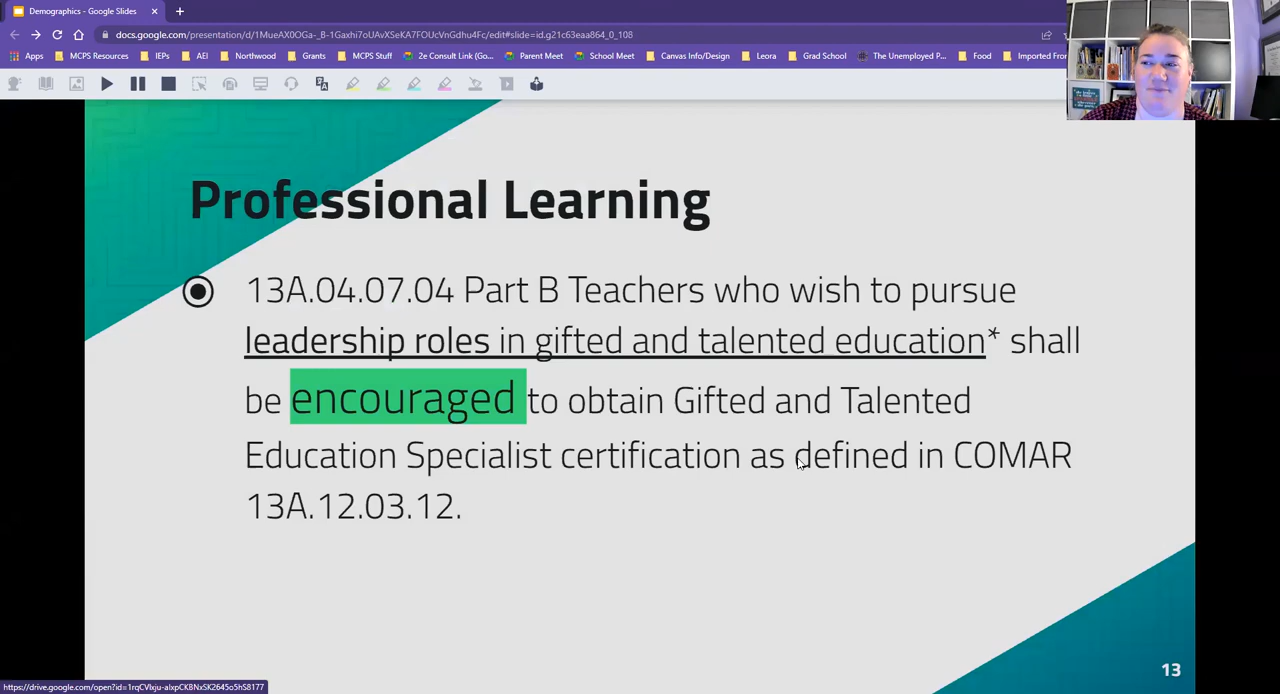 Demographics - Google Slides
docs.google.com/presentation/d/1MueAX0OGa-_B-1Gaxhi7oUAvXSeKA7FOUcVnGdhu4Fc/edit#slide=id.g21c63eaa864_0_108
Apps MCPS Resources IEPs AEI Northwood Grants MCPS Stuff 2e Consult Link (Go... Parent Meet School Meet Canvas Info/Design Leora Grad School The Unemployed P... Food Imported Fro
Professional Learning
13A.04.07.04 Part B Teachers who wish to pursue
leadership roles in gifted and talented education* shall
be encouraged to obtain Gifted and Talented
Education Specialist certification as defined in COMAR
13A.12.03.12.
13